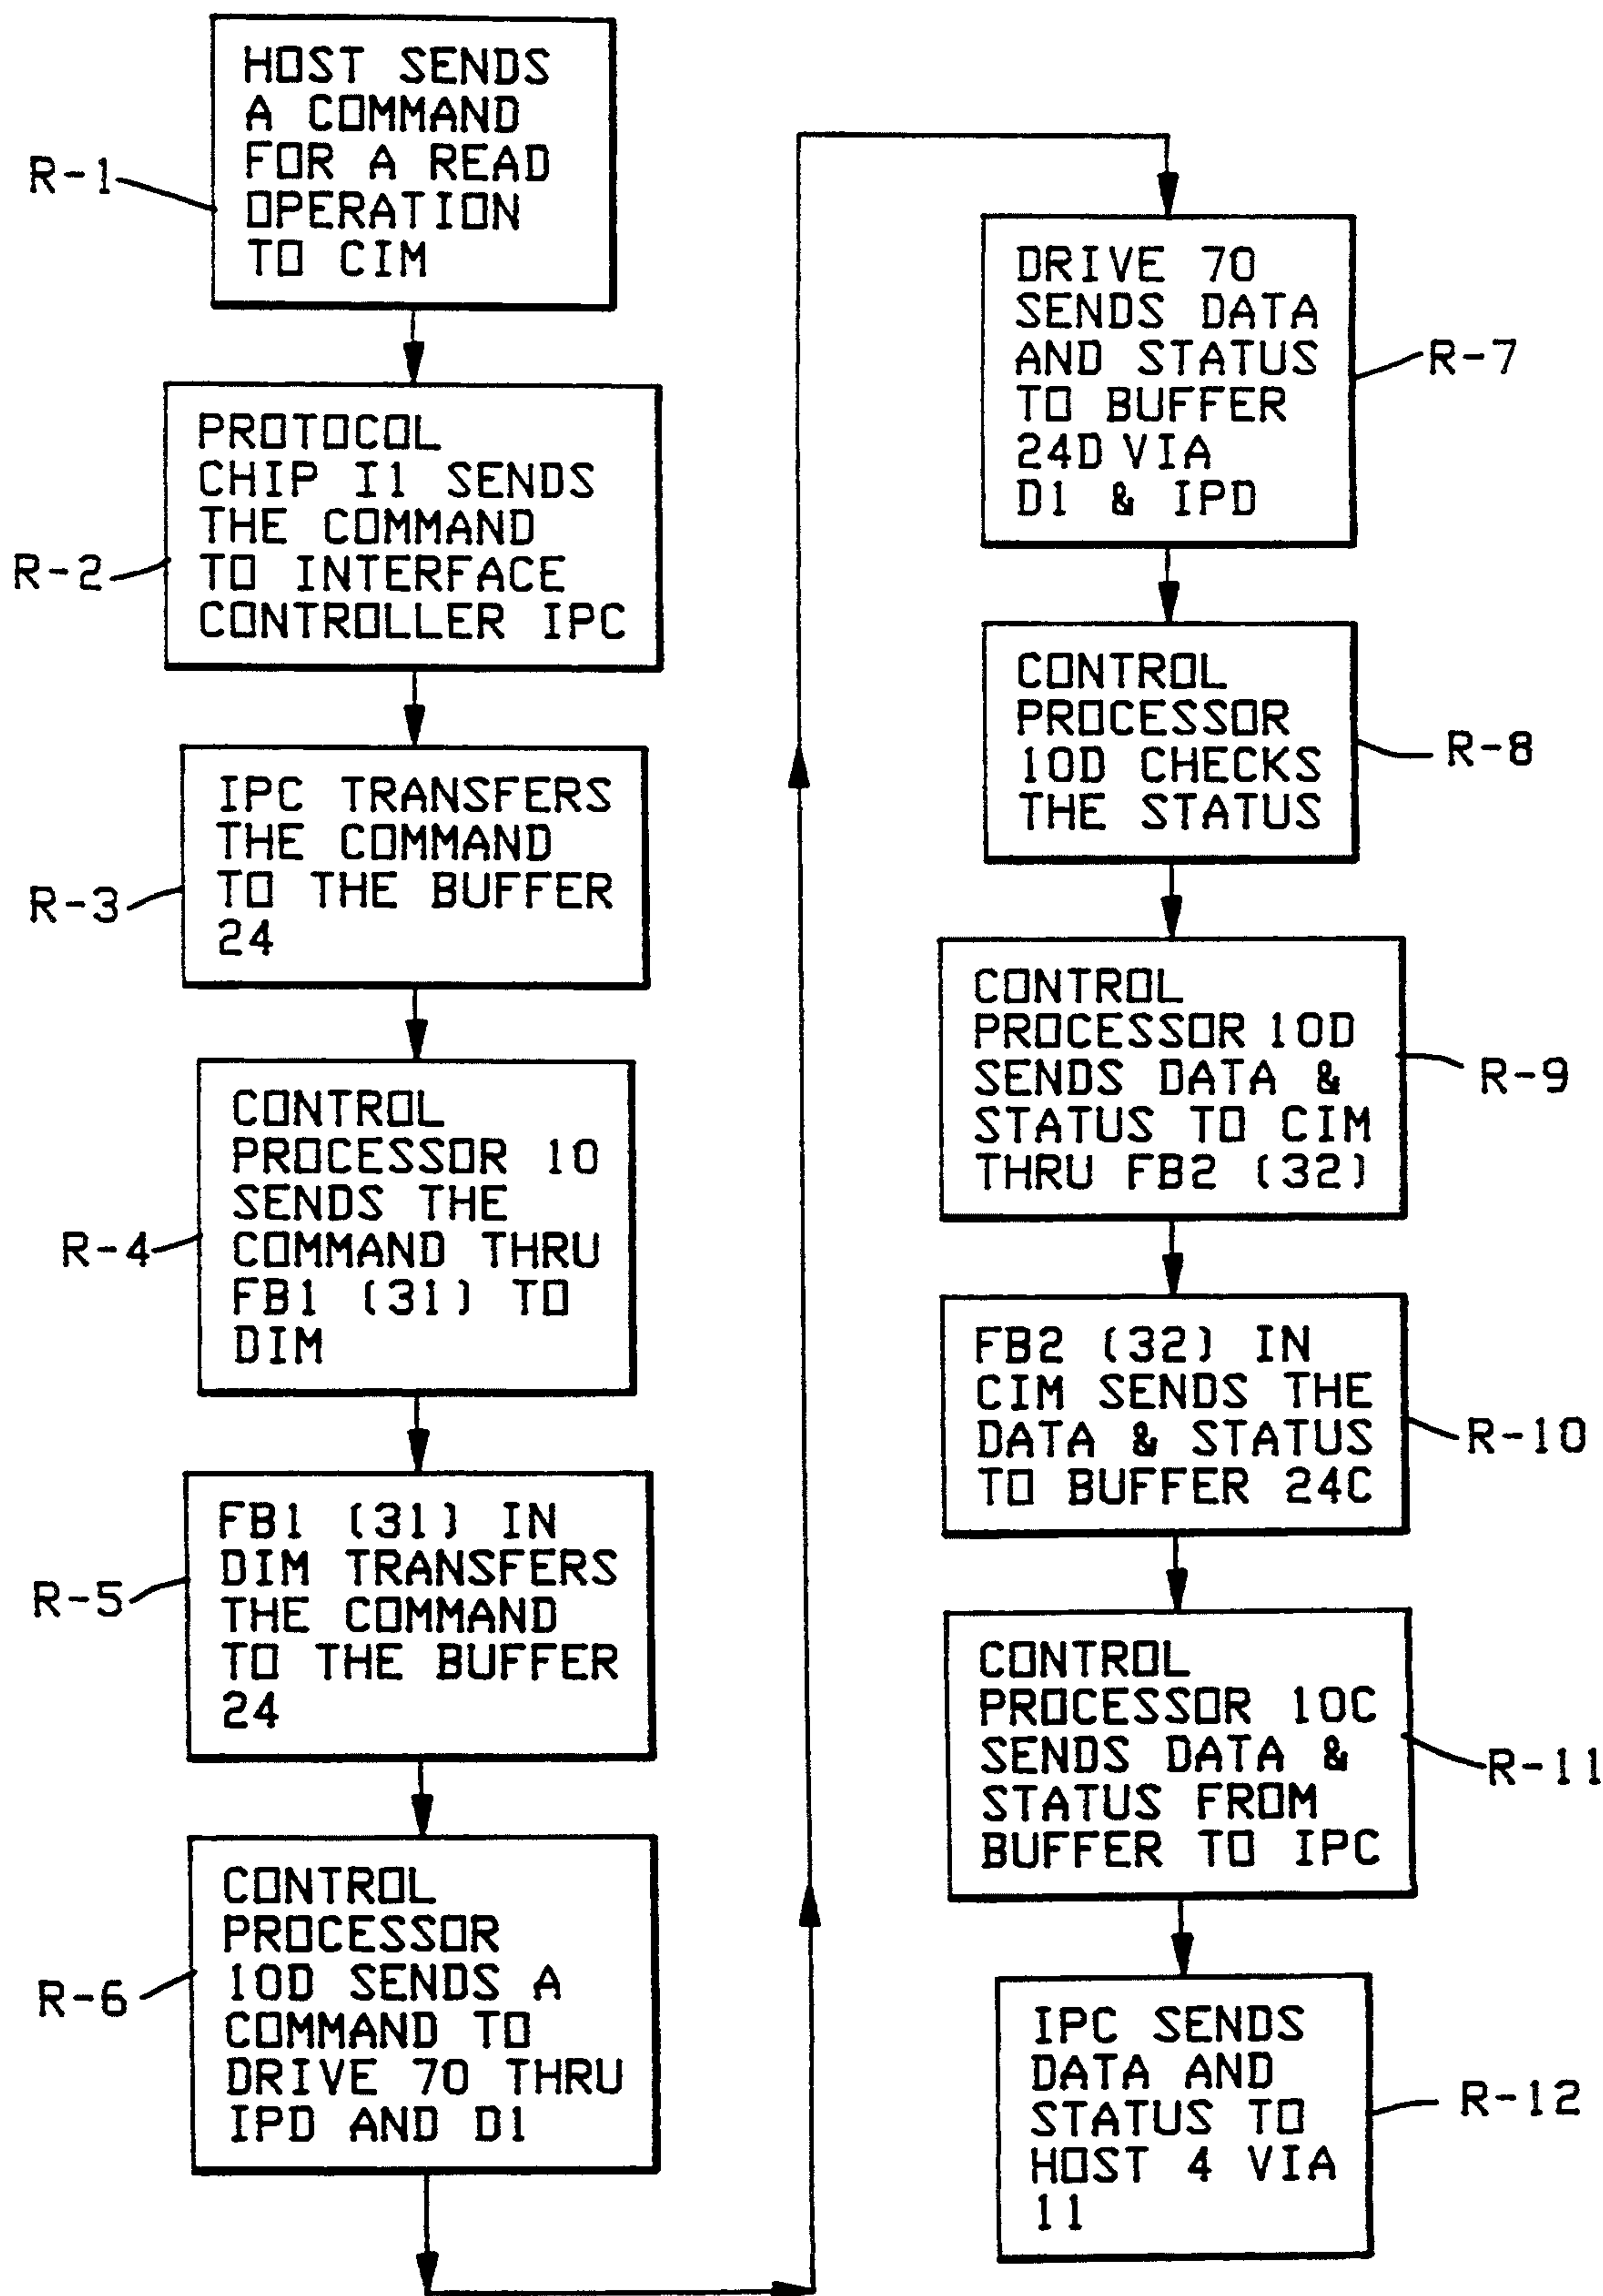 HOST SENDS
A COMMAND
FOR A READ
OPERATION
TO CIM
R-1
PROTOCOL
CHIP I1 SENDS
THE COMMAND
TO INTERFACE
CONTROLLER IPC
R-2
IPC TRANSFERS
THE COMMAND
TO THE BUFFER
24
R-3
CONTROL
PROCESSOR 10
SENDS THE
COMMAND THRU
FB1 (31) TO
DIM
R-4
FB1 (31) IN
DIM TRANSFERS
THE COMMAND
TO THE BUFFER
24
R-5
CONTROL
PROCESSOR
10D SENDS A
COMMAND TO
DRIVE 70 THRU
IPD AND D1
R-6
DRIVE 70
SENDS DATA
AND STATUS
TO BUFFER
24D VIA
D1 & IPD
R-7
CONTROL
PROCESSOR
10D CHECKS
THE STATUS
R-8
CONTROL
PROCESSOR 10D
SENDS DATA &
STATUS TO CIM
THRU FB2 (32)
R-9
FB2 (32) IN
CIM SENDS THE
DATA & STATUS
TO BUFFER 24C
R-10
CONTROL
PROCESSOR 10C
SENDS DATA &
STATUS FROM
BUFFER TO IPC
R-11
IPC SENDS
DATA AND
STATUS TO
HOST 4 VIA
11
R-12